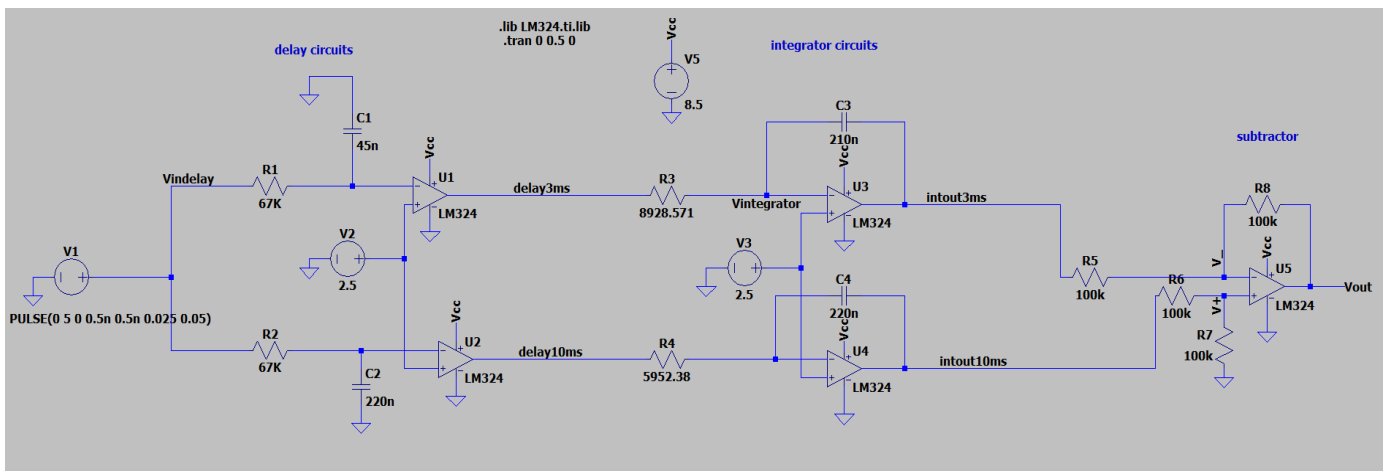 .lib LM324.ti.lib
.tran 0 0.5 0
delay circuits
integrator circuits
Vcc
V5
8.5
C1
45n
C3
210n
subtractor
Vcc
Vcc
Vindelay
R1
67K
U1
LM324
delay3ms
R3
8928.571
Vintegrator
U3
LM324
intout3ms
R8
100k
V1
PULSE(0 5 0 0.5n 0.5n 0.025 0.05)
V2
2.5
V3
2.5
C4
220n
R5
100k
R6
100k
V_
V+
Vcc
U5
LM324
Vout
R7
100k
R2
67K
C2
220n
Vcc
U2
LM324
delay10ms
R4
5952.38
Vcc
U4
LM324
intout10ms